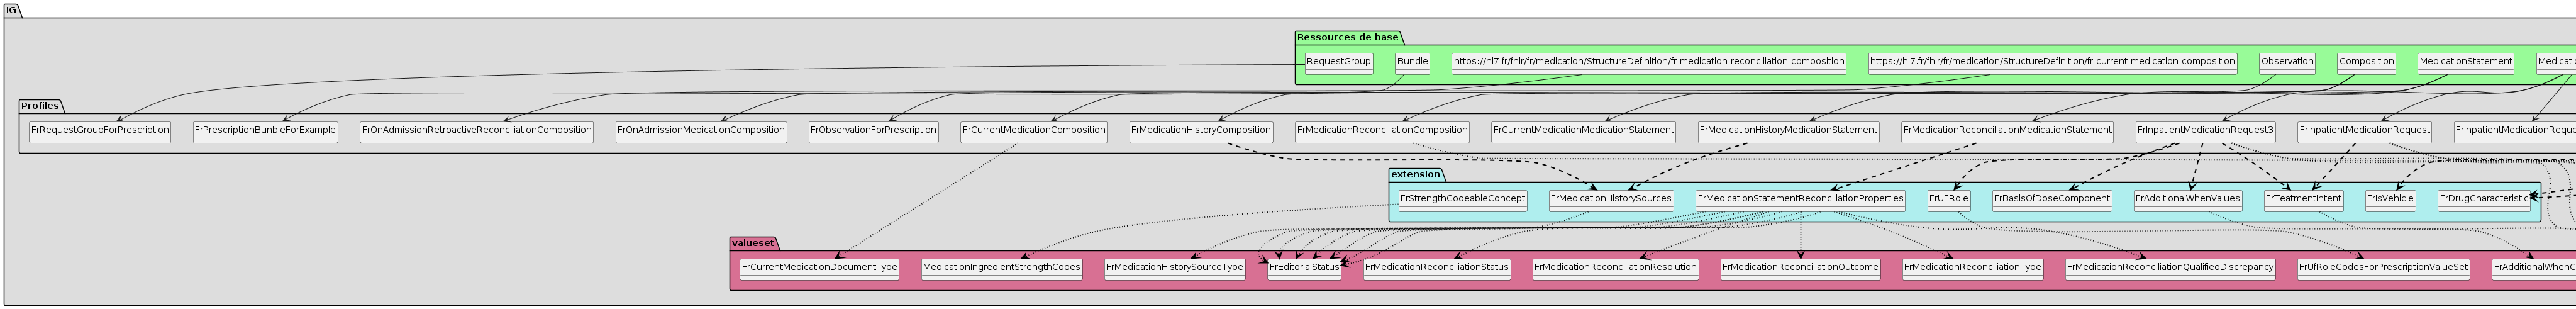 IG
Ressources de base
RequestGroup
Bundle
https://hl7.fr/fhir/fr/medication/StructureDefinition/fr-medication-reconciliation-composition
https://hl7.fr/fhir/fr/medication/StructureDefinition/fr-current-medication-composition
Observation
Composition
MedicationStatement
Medicatio
Profiles
FrRequestGroupForPrescription
FrPrescriptionBunbleForExample
FrOnAdmissionRetroactiveReconciliationComposition
FrOnAdmissionMedicationComposition
FrObservationForPrescription
FrCurrentMedicationComposition
FrMedicationHistoryComposition
FrMedicationReconciliationComposition
FrCurrentMedicationMedicationStatement
FrMedicationHistoryMedicationStatement
FrMedicationReconciliationMedicationStatement
FrInpatientMedicationRequest3
FrInpatientMedicationRequest
FrInpatientMedicationReque
extension
FrStrengthCodeableConcept
FrMedicationHistorySources
FrMedicationStatementReconciliationProperties
FrUFRole
FrBasisOfDoseComponent
FrAdditionalWhenValues
FrTeatmentIntent
FrIsVehicle
FrDrugCharacteristic
valueset
FrCurrentMedicationDocumentType
MedicationIngredientStrengthCodes
FrMedicationHistorySourceType
FrEditorialStatus
FrMedicationReconciliationStatus
FrMedicationReconciliationResolution
FrMedicationReconciliationOutcome
FrMedicationReconciliationType
FrMedicationReconciliationQualifiedDiscrepancy
FrUfRoleCodesForPrescriptionValueSet
FrAdditionalWhenC